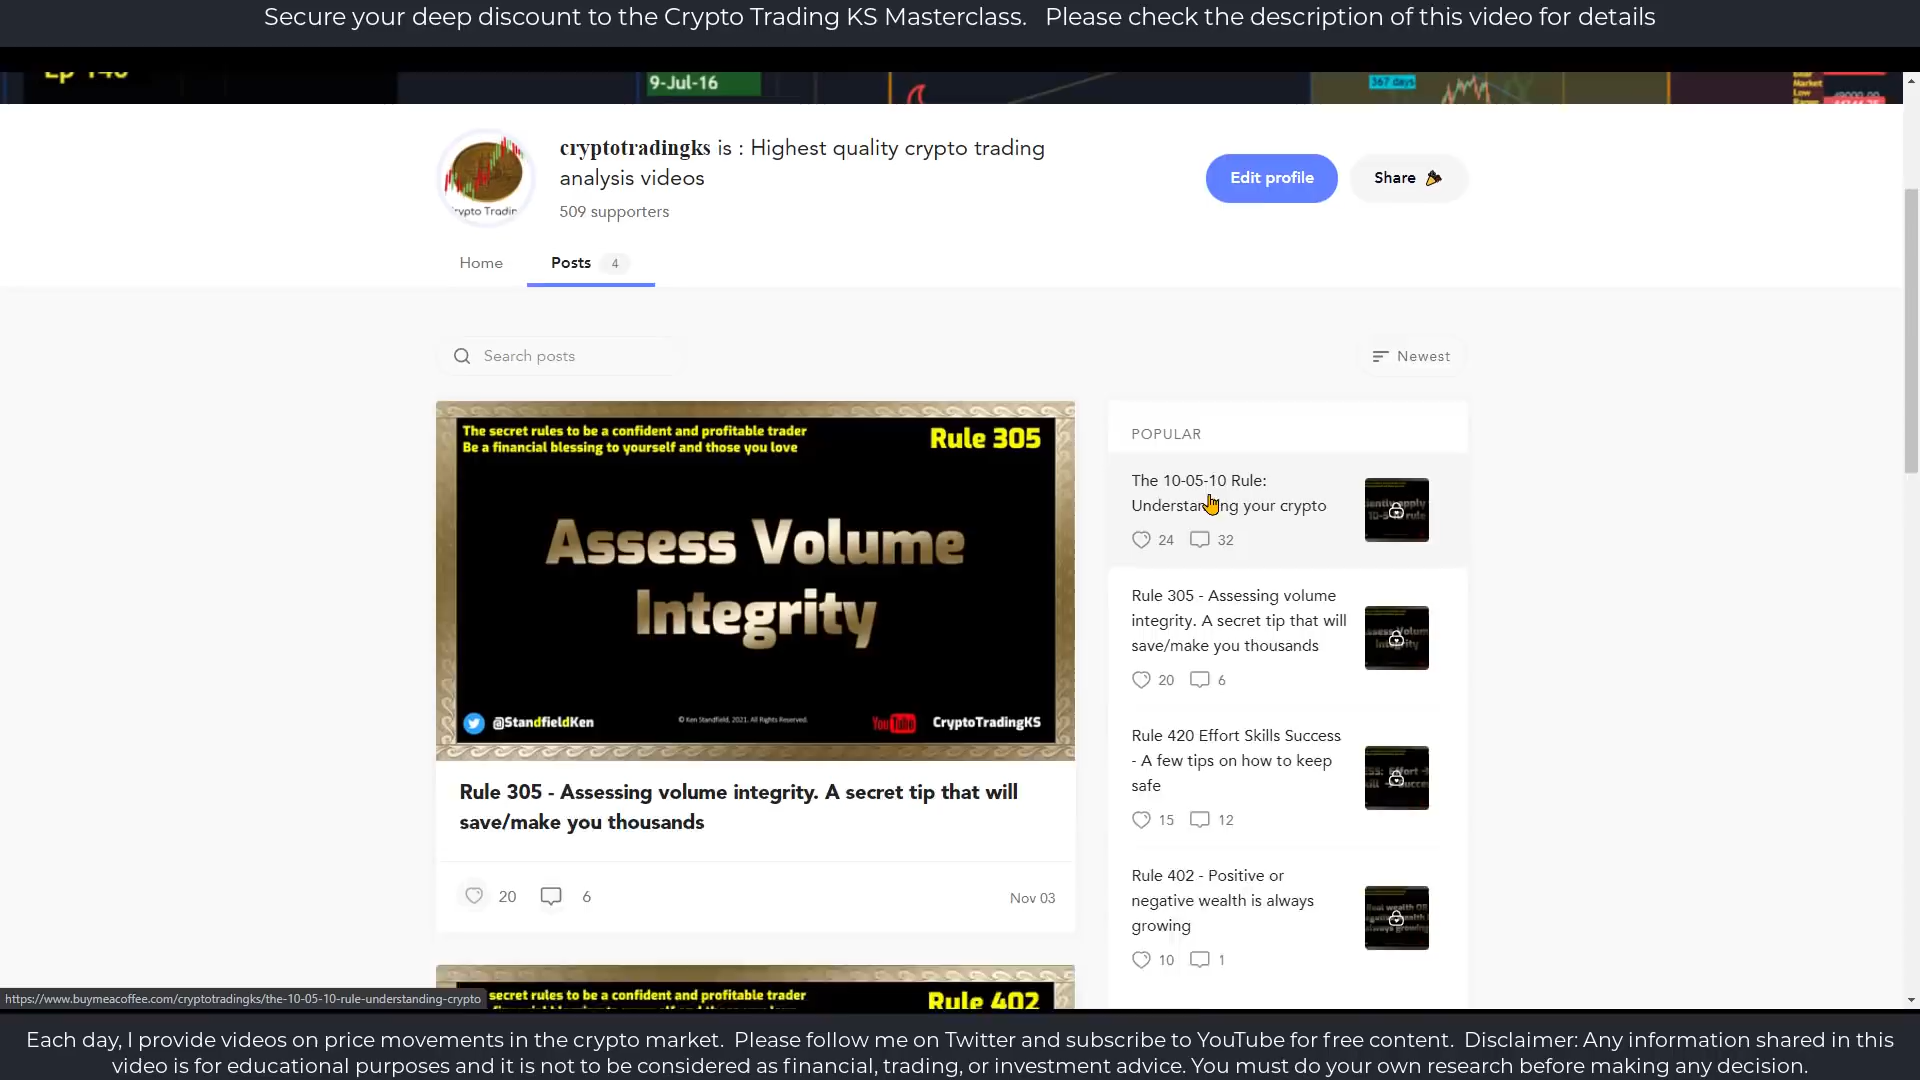 Secure your deep discount to the Crypto Trading KS Masterclass. Please check the description of this video for details
9-Jul-16
367 days
Market
Low
cryptotradingks is : Highest quality crypto trading
analysis videos
509 supporters
Edit profile
Share
Home
Posts 4
Search posts
Newest
The secret rules to be a confident and profitable trader
Be a financial blessing to yourself and those you love
Rule 305
Assess Volume
Integrity
@StandfieldKen
© Ken Standfield, 2021. All Rights Reserved.
YouTube
CryptoTradingKS
Rule 305 - Assessing volume integrity. A secret tip that will
save/make you thousands
20
6
Nov 03
secret rules to be a confident and profitable trader
Rule 402
POPULAR
The 10-05-10 Rule:
Understanding your crypto
24
32
Rule 305 - Assessing volume
integrity. A secret tip that will
save/make you thousands
20
6
Rule 420 Effort Skills Success
- A few tips on how to keep
safe
15
12
Rule 402 - Positive or
negative wealth is always
growing
10
1
https://www.buymeacoffee.com/cryptotradingks/the-10-05-10-rule-understanding-crypto
Each day, I provide videos on price movements in the crypto market. Please follow me on Twitter and subscribe to YouTube for free content. Disclaimer: Any information shared in this
video is for educational purposes and it is not to be considered as financial, trading, or investment advice. You must do your own research before making any decision.